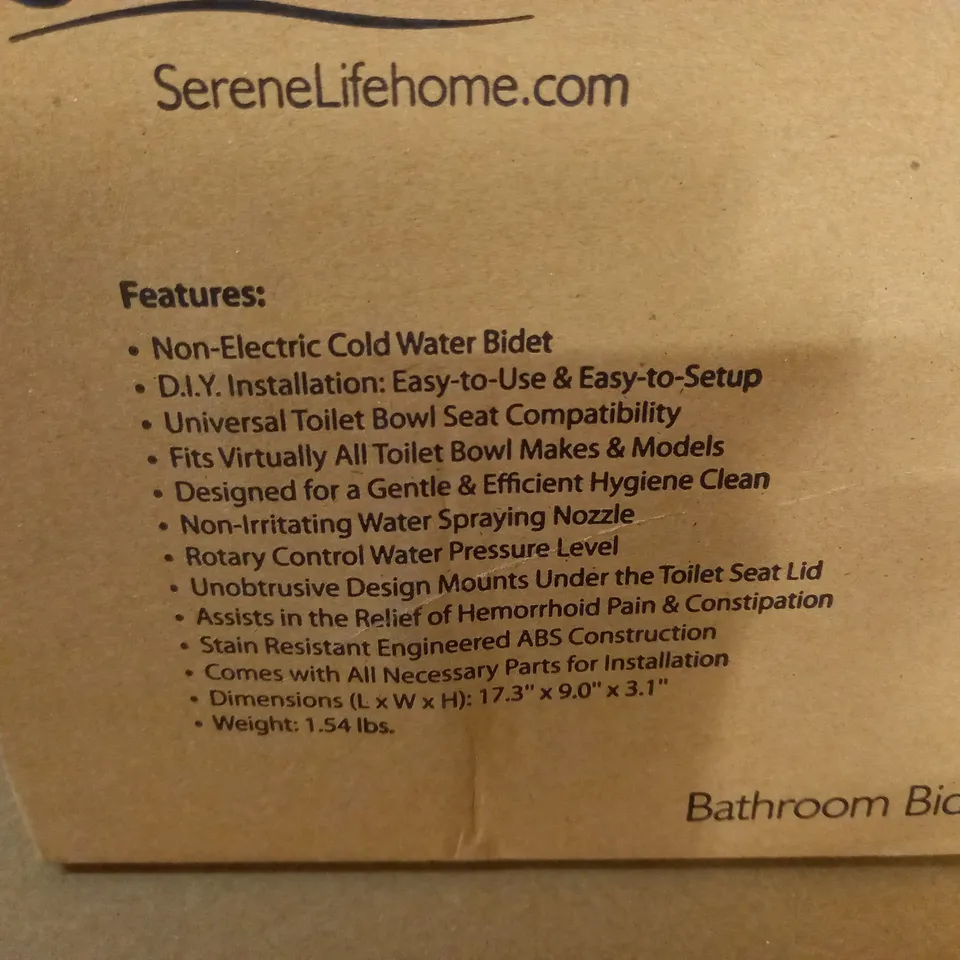 SereneLifehome.com
Features:
• Non-Electric Cold Water Bidet
• D.I.Y. Installation: Easy-to-Use & Easy-to-Setup
• Universal Toilet Bowl Seat Compatibility
• Fits Virtually All Toilet Bowl Makes & Models
• Designed for a Gentle & Efficient Hygiene Clean
• Non-Irritating Water Spraying Nozzle
• Rotary Control Water Pressure Level
• Unobtrusive Design Mounts Under the Toilet Seat Lid
• Assists in the Relief of Hemorrhoid Pain & Constipation
• Stain Resistant Engineered ABS Construction
• Comes with All Necessary Parts for Installation
• Dimensions (L x W x H): 17.3" x 9.0" x 3.1"
• Weight: 1.54 lbs.
Bathroom